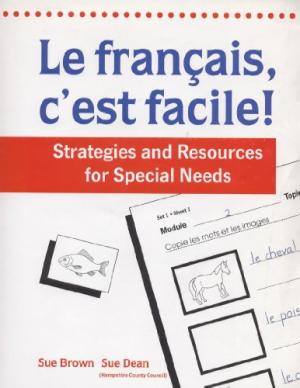 Le français,
c'est facile!
Strategies and Resources
for Special Needs
Set 1 • Sheet 1
Module 2
Topic
Copie les mots et les images
le cheval
le pois
le c
Sue Brown Sue Dean
(Hampshire County Council)